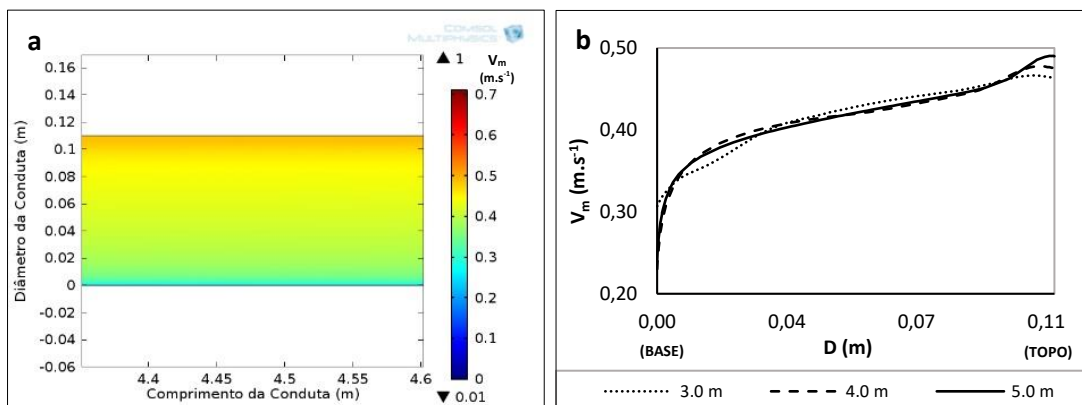 a
COMSOL
MULTIPHYSICS
▲ 1
Vm
(m.s-1)
Diâmetro da Conduta (m)
0.16
0.14
0.12
0.1
0.08
0.06
0.04
0.02
0
-0.02
-0.04
-0.06
4.4
4.45
4.5
4.55
4.6
Comprimento da Conduta (m)
0.7
0.6
0.5
0.4
0.3
0.2
0.1
0
▼ 0.01
b
Vm (m.s-1)
0,50
0,40
0,30
0,20
0,00
0,04
0,07
0,11
(BASE)
D (m)
(TOPO)
3.0 m
4.0 m
5.0 m